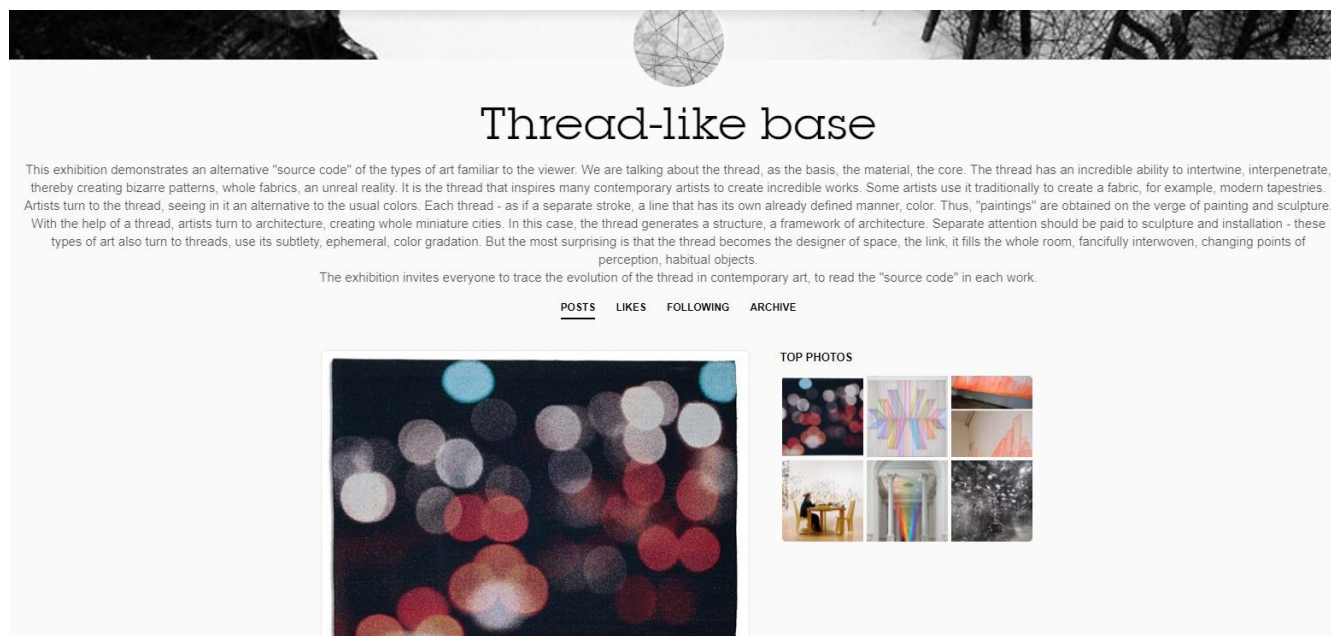 Thread-like base
This exhibition demonstrates an alternative "source code" of the types of art familiar to the viewer. We are talking about the thread, as the basis, the material, the core. The thread has an incredible ability to intertwine, interpenetrate,
thereby creating bizarre patterns, whole fabrics, an unreal reality. It is the thread that inspires many contemporary artists to create incredible works. Some artists use it traditionally to create a fabric, for example, modern tapestries.
Artists turn to the thread, seeing in it an alternative to the usual colors. Each thread - as if a separate stroke, a line that has its own already defined manner, color. Thus, "paintings" are obtained on the verge of painting and sculpture.
With the help of a thread, artists turn to architecture, creating whole miniature cities. In this case, the thread generates a structure, a framework of architecture. Separate attention should be paid to sculpture and installation - these
types of art also turn to threads, use its subtlety, ephemeral, color gradation. But the most surprising is that the thread becomes the designer of space, the link, it fills the whole room, fancifully interwoven, changing points of
perception, habitual objects.
The exhibition invites everyone to trace the evolution of the thread in contemporary art, to read the "source code" in each work.
POSTS LIKES FOLLOWING ARCHIVE
TOP PHOTOS